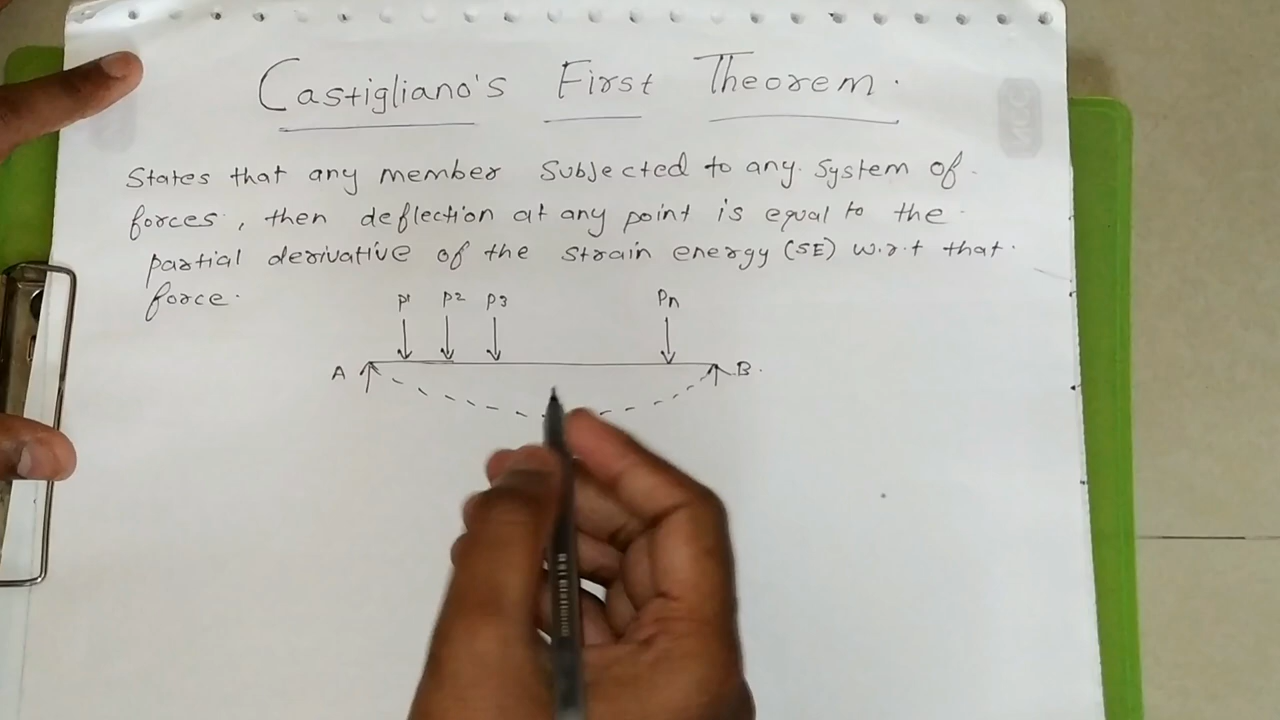 Castigliano's First Theorem.
States that any member subjected to any system of
forces, then deflection at any point is equal to the
partial derivative of the strain energy (SE) w.r.t that
force.
P1 P2 P3 Pn
A B.